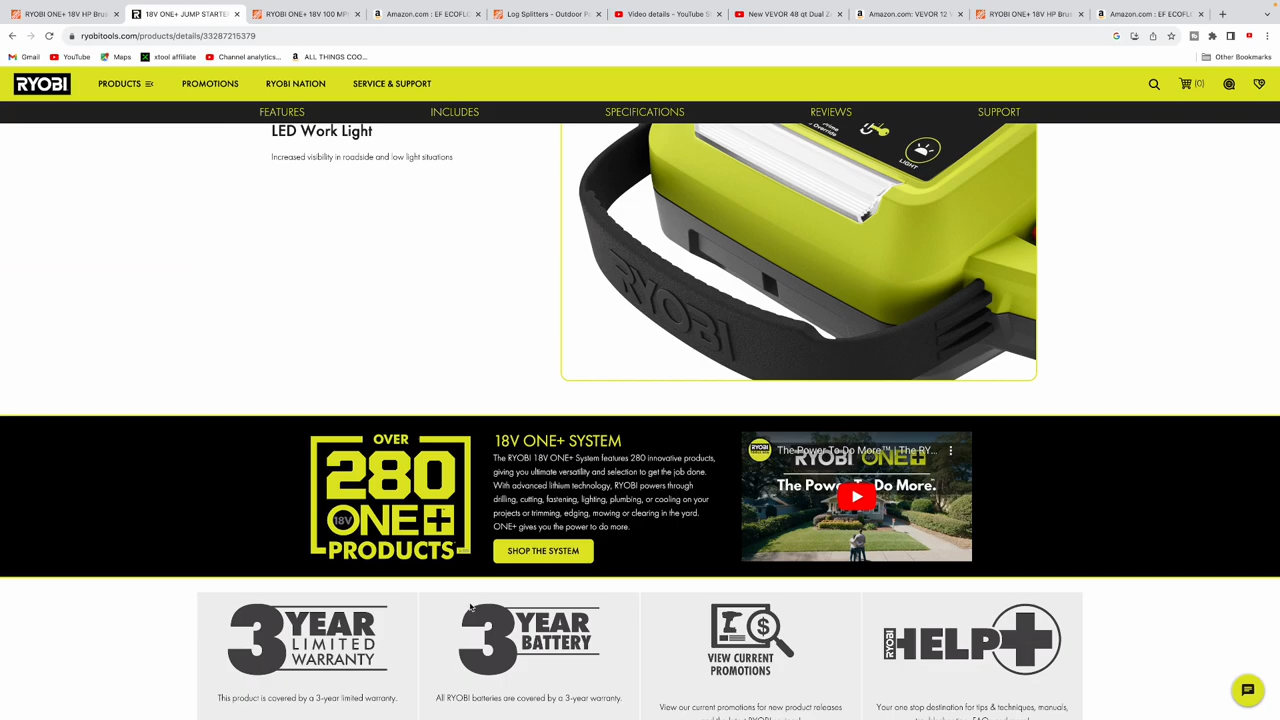 RYOBI ONE+ 18V HP Brus
18V ONE+ JUMP STARTE
RYOBI ONE+ 18V 100 MP
Amazon.com : EF ECOFLO
Log Splitters - Outdoor Po
Video details - YouTube S
New VEVOR 48 qt Dual Z
Amazon.com: VEVOR 12 V
RYOBI ONE+ 18V HP Brus
Amazon.com : EF ECOFLO
ryobitools.com/products/details/33287215379
Gmail
YouTube
Maps
xtool affiliate
Channel analytics...
ALL THINGS COO...
Other Bookmarks
RYOBI
PRODUCTS
PROMOTIONS
RYOBI NATION
SERVICE & SUPPORT
(0)
FEATURES
INCLUDES
SPECIFICATIONS
REVIEWS
SUPPORT
LED Work Light
Increased visibility in roadside and low light situations
Override
LIGHT
RYOBI
OVER
280
18V ONE+
PRODUCTS
18V ONE+ SYSTEM
The RYOBI 18V ONE+ System features 280 innovative products,
giving you ultimate versatility and selection to get the job done.
With advanced lithium technology, RYOBI powers through
drilling, cutting, fastening, lighting, plumbing, or cooling on your
projects or trimming, edging, mowing or clearing in the yard.
ONE+ gives you the power to do more.
SHOP THE SYSTEM
The Power To Do More™ | The RY...
RYOBI ONE+
The Power To Do More.
3 YEAR
LIMITED
WARRANTY
This product is covered by a 3-year limited warranty.
3 YEAR
BATTERY
All RYOBI batteries are covered by a 3-year warranty.
VIEW CURRENT
PROMOTIONS
View our current promotions for new product releases
RYOBI HELP+
Your one stop destination for tips & techniques, manuals,